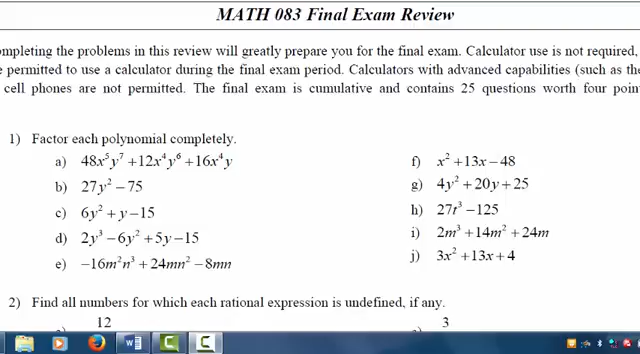 MATH 083 Final Exam Review
ompleting the problems in this review will greatly prepare you for the final exam. Calculator use is not required,
e permitted to use a calculator during the final exam period. Calculators with advanced capabilities (such as the
cell phones are not permitted. The final exam is cumulative and contains 25 questions worth four poin
1) Factor each polynomial completely.
a) 48x⁵y⁷ +12x⁴y⁶ +16x⁴y
b) 27y² −75
c) 6y² + y −15
d) 2y³ −6y² +5y −15
e) −16m²n³ +24mn² −8mn
f) x² +13x −48
g) 4y² +20y +25
h) 27t³ −125
i) 2m³ +14m² +24m
j) 3x² +13x +4
2) Find all numbers for which each rational expression is undefined, if any.
12
3